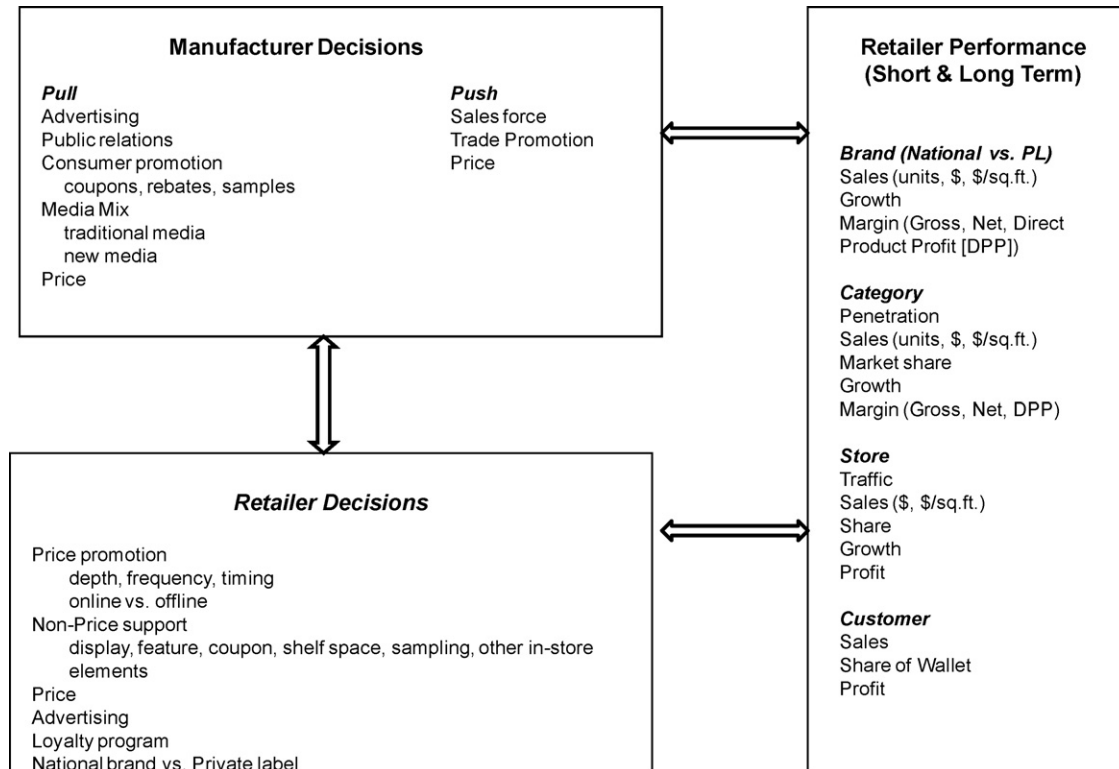 Manufacturer Decisions
Pull
Advertising
Public relations
Consumer promotion
coupons, rebates, samples
Media Mix
traditional media
new media
Price
Push
Sales force
Trade Promotion
Price
Retailer Performance
(Short & Long Term)
Brand (National vs. PL)
Sales (units, $, $/sq.ft.)
Growth
Margin (Gross, Net, Direct
Product Profit [DPP])
Category
Penetration
Sales (units, $, $/sq.ft.)
Market share
Growth
Margin (Gross, Net, DPP)
Store
Traffic
Sales ($, $/sq.ft.)
Share
Growth
Profit
Customer
Sales
Share of Wallet
Profit
Retailer Decisions
Price promotion
depth, frequency, timing
online vs. offline
Non-Price support
display, feature, coupon, shelf space, sampling, other in-store
elements
Price
Advertising
Loyalty program
National brand vs. Private label